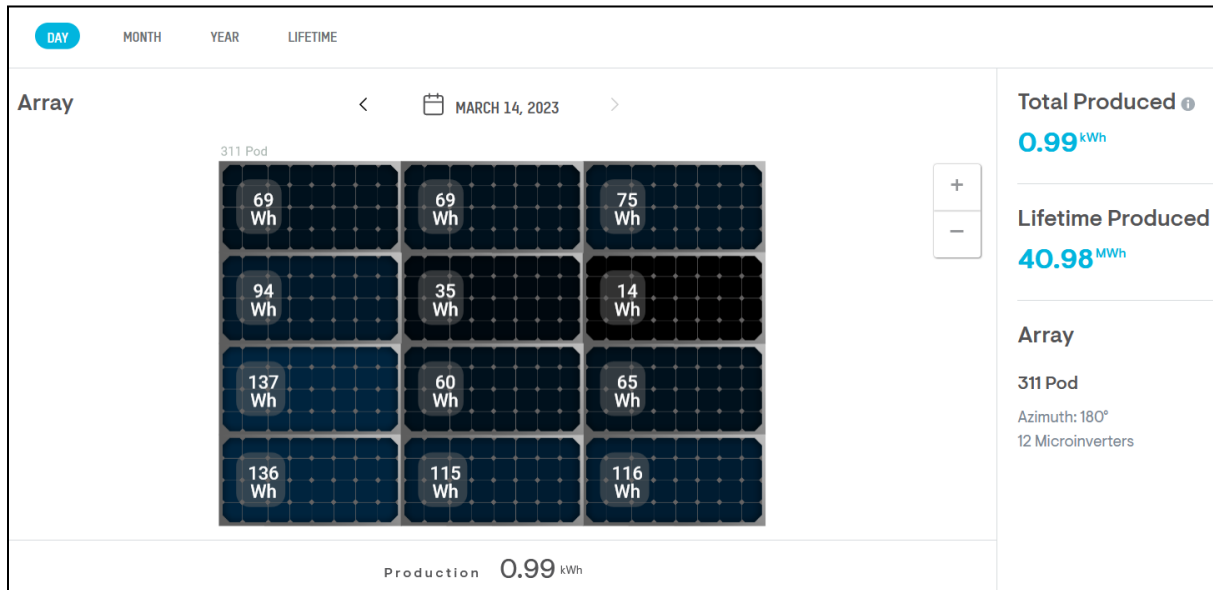 DAY MONTH YEAR LIFETIME
Array
MARCH 14, 2023
311 Pod
69 Wh
69 Wh
75 Wh
94 Wh
35 Wh
14 Wh
137 Wh
60 Wh
65 Wh
136 Wh
115 Wh
116 Wh
+
−
Production 0.99 kWh
Total Produced
0.99 kWh
Lifetime Produced
40.98 MWh
Array
311 Pod
Azimuth: 180°
12 Microinverters